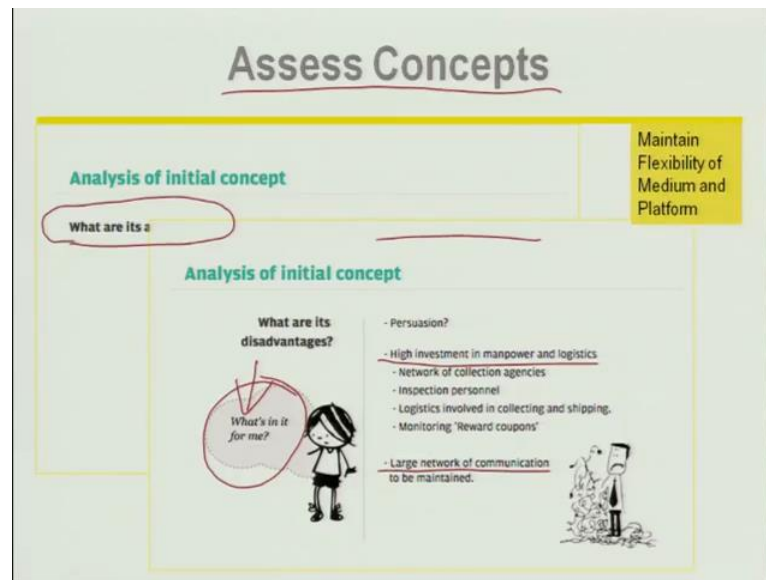 Assess Concepts
Maintain
Flexibility of
Medium and
Platform
Analysis of initial concept
What are its a
Analysis of initial concept
What are its
disadvantages?
What's in it
for me?
- Persuasion?
- High investment in manpower and logistics
- Network of collection agencies
- Inspection personnel
- Logistics involved in collecting and shipping.
- Monitoring 'Reward coupons'
- Large network of communication
to be maintained.